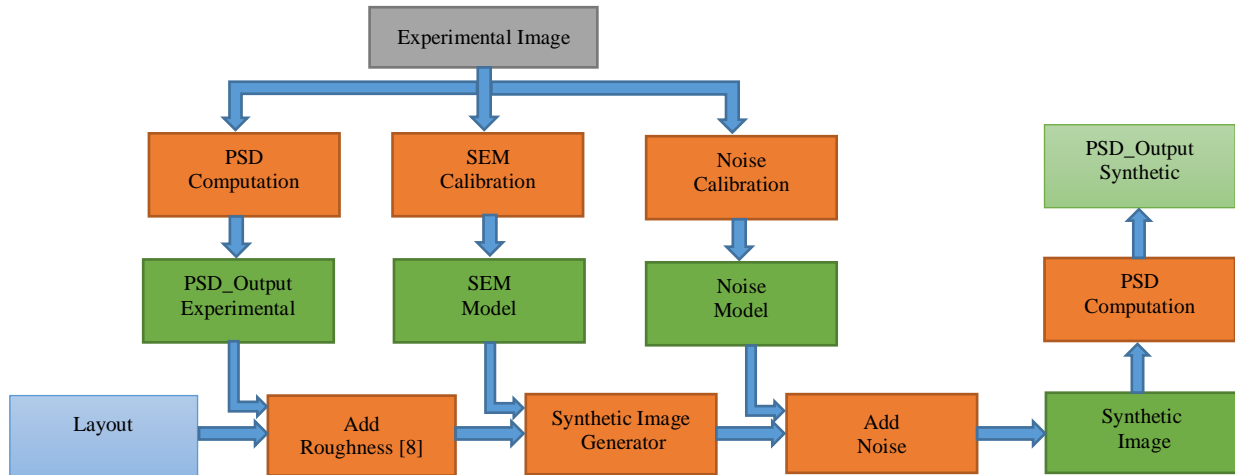 Experimental Image
PSD
Computation
SEM
Calibration
Noise
Calibration
PSD_Output
Synthetic
PSD_Output
Experimental
SEM
Model
Noise
Model
PSD
Computation
Layout
Add
Roughness [8]
Synthetic Image
Generator
Add
Noise
Synthetic
Image